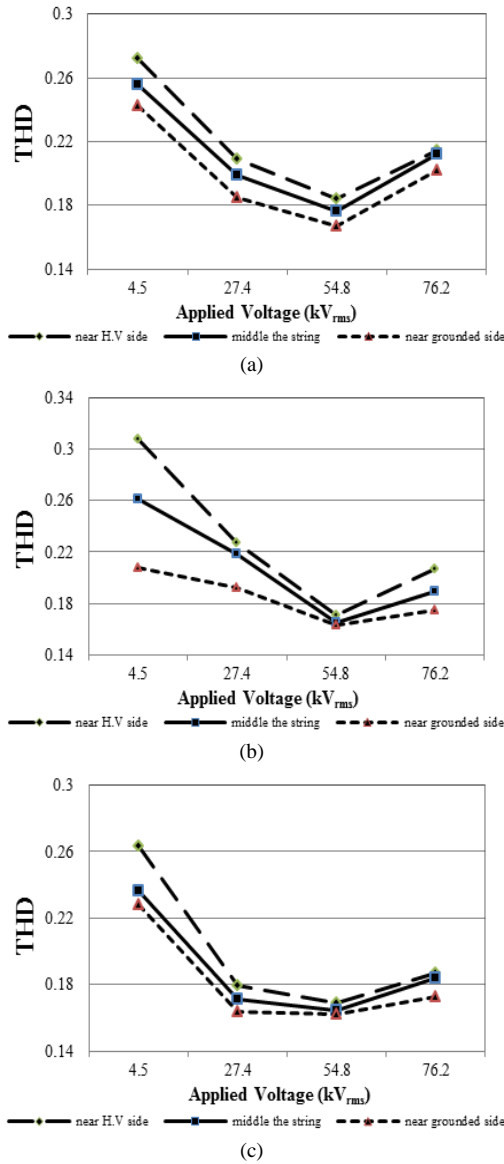 0.3
0.26
0.22
0.18
0.14
THD
4.5 27.4 54.8 76.2
Applied Voltage (kVrms)
near H.V side middle the string near grounded side
(a)
0.34
0.3
0.26
0.22
0.18
0.14
THD
4.5 27.4 54.8 76.2
Applied Voltage (kVrms)
near H.V side middle the string near grounded side
(b)
0.3
0.26
0.22
0.18
0.14
THD
4.5 27.4 54.8 76.2
Applied Voltage (kVrms)
near H.V side middle the string near grounded side
(c)